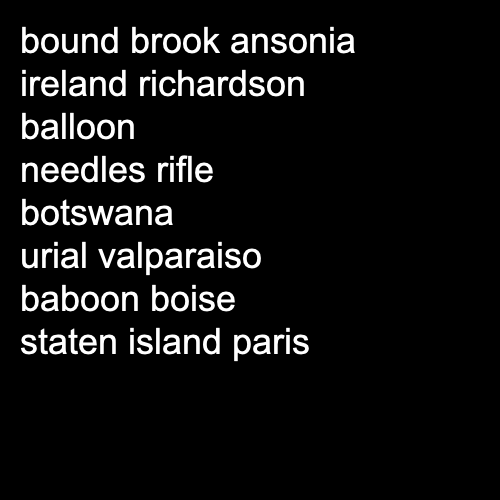 bound brook ansonia
ireland richardson
balloon
needles rifle
botswana
urial valparaiso
baboon boise
staten island paris